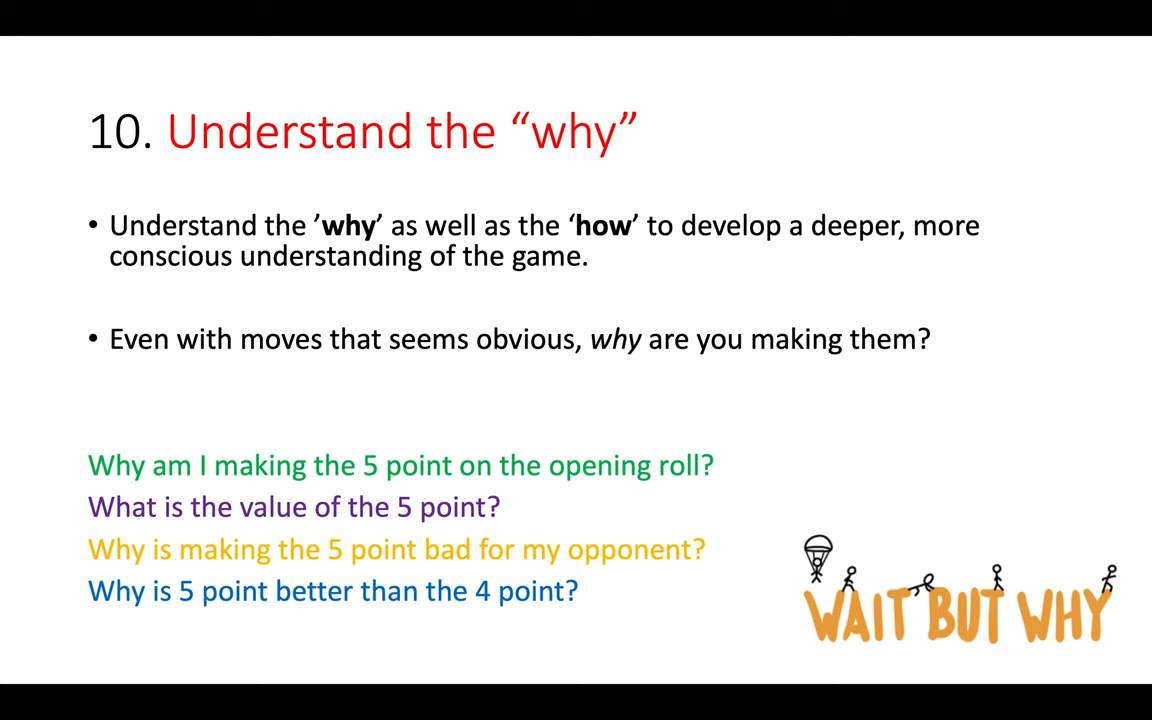 10. Understand the “why”
• Understand the ’why’ as well as the ‘how’ to develop a deeper, more
conscious understanding of the game.
• Even with moves that seems obvious, why are you making them?
Why am I making the 5 point on the opening roll?
What is the value of the 5 point?
Why is making the 5 point bad for my opponent?
Why is 5 point better than the 4 point?
WAIT BUT WHY